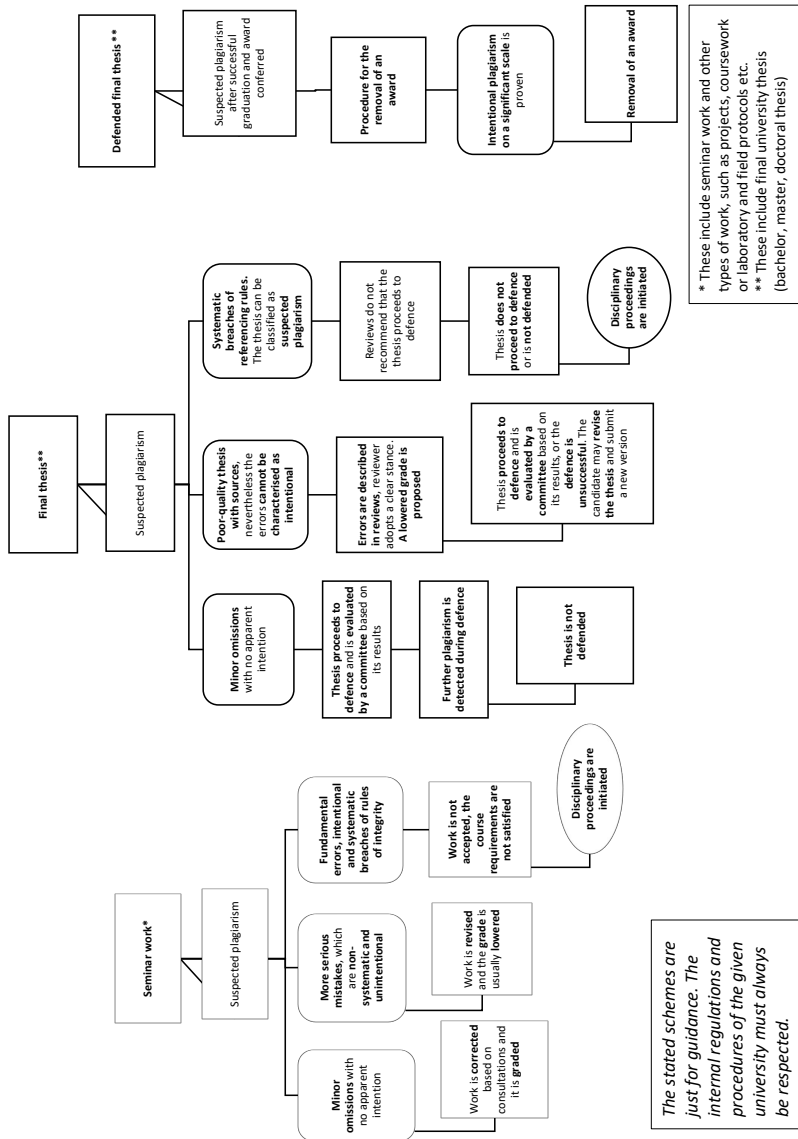 Seminar work*
Suspected plagiarism
Minor
omissions with
no apparent
intention
Work is corrected
based on
consultations and
it is graded
More serious
mistakes, which
are non-
systematic and
unintentional
Work is revised
and the grade is
usually lowered
Fundamental
errors, intentional
and systematic
breaches of rules
of integrity
Work is not
accepted, the
course
requirements are
not satisfied
Disciplinary
proceedings are
initiated
Final thesis**
Suspected plagiarism
Minor omissions
with no apparent
intention
Thesis proceeds to
defence and is evaluated
by a committee based on
its results
Further plagiarism is
detected during defence
Thesis is not
defended
Poor-quality thesis
with sources,
nevertheless the
errors cannot be
characterised as
intentional
Errors are described
in reviews, reviewer
adopts a clear stance.
A lowered grade is
proposed
Thesis proceeds to
defence and is
evaluated by a
committee based on
its results, or the
defence is
unsuccessful. The
candidate may revise
the thesis and submit
a new version
Systematic
breaches of
referencing rules.
The thesis can be
classified as
suspected
plagiarism
Reviews do not
recommend that the
thesis proceeds to
defence
Thesis does not
proceed to defence
or is not defended
Disciplinary
proceedings
are initiated
Defended final thesis **
Suspected plagiarism
after successful
graduation and award
conferred
Procedure for the
removal of an
award
Intentional plagiarism
on a significant scale is
proven
Removal of an award
The stated schemes are
just for guidance. The
internal regulations and
procedures of the given
university must always
be respected.
* These include seminar work and other
types of work, such as projects, coursework
or laboratory and field protocols etc.
** These include final university thesis
(bachelor, master, doctoral thesis)